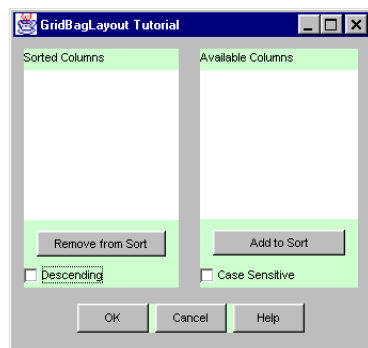 GridBagLayout Tutorial
Sorted Columns
Available Columns
Remove from Sort
Add to Sort
Descending
Case Sensitive
OK
Cancel
Help